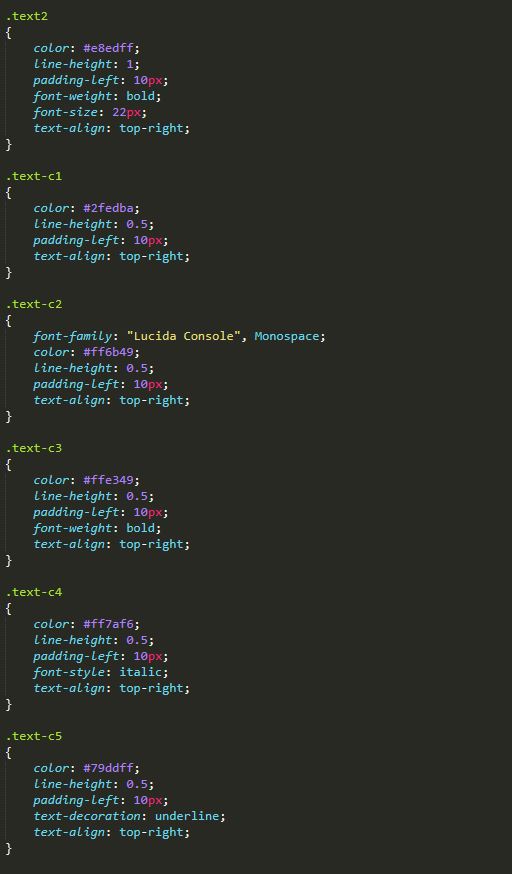 .text2
{
color: #e8edff;
line-height: 1;
padding-left: 10px;
font-weight: bold;
font-size: 22px;
text-align: top-right;
}
.text-c1
{
color: #2fedba;
line-height: 0.5;
padding-left: 10px;
text-align: top-right;
}
.text-c2
{
font-family: "Lucida Console", Monospace;
color: #ff6b49;
line-height: 0.5;
padding-left: 10px;
text-align: top-right;
}
.text-c3
{
color: #ffe349;
line-height: 0.5;
padding-left: 10px;
font-weight: bold;
text-align: top-right;
}
.text-c4
{
color: #ff7af6;
line-height: 0.5;
padding-left: 10px;
font-style: italic;
text-align: top-right;
}
.text-c5
{
color: #79ddff;
line-height: 0.5;
padding-left: 10px;
text-decoration: underline;
text-align: top-right;
}